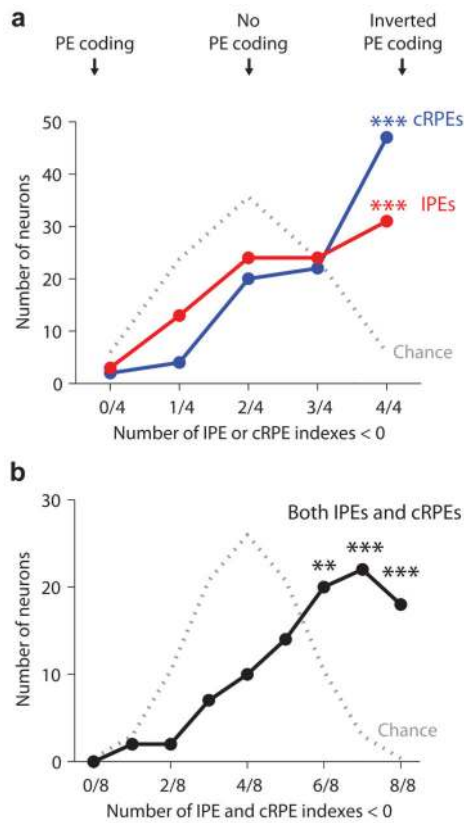 a
PE coding
No
PE coding
Inverted
PE coding
50
40
30
20
10
0
Number of neurons
*** cRPEs
*** IPEs
Chance
0/4 1/4 2/4 3/4 4/4
Number of IPE or cRPE indexes < 0
b
30
20
10
0
Number of neurons
Both IPEs and cRPEs
** *** ***
Chance
0/8 2/8 4/8 6/8 8/8
Number of IPE and cRPE indexes < 0